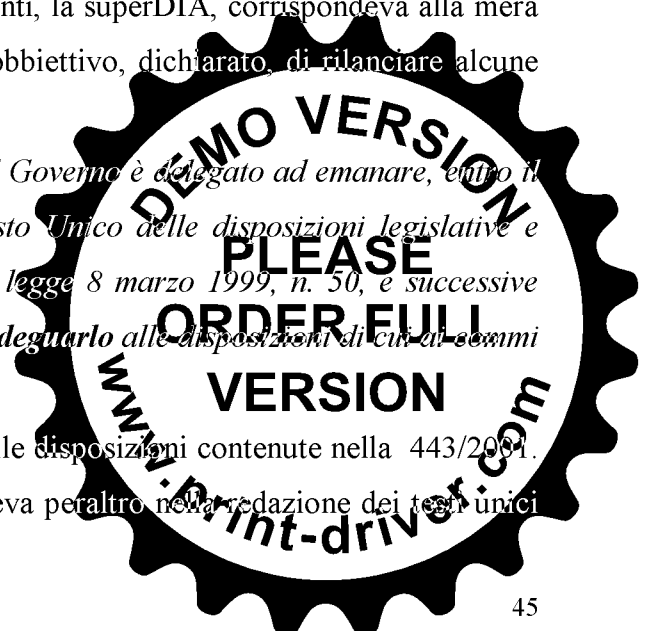 nti, la superDIA, corrispondeva alla mera
obbiettivo, dichiarato, di rilanciare alcune
Governo è delegato ad emanare, entro il
sto Unico delle disposizioni legislative e
legge 8 marzo 1999, n. 50, e successive
deguarlo alle disposizioni di cui ai commi
lle disposizioni contenute nella 443/2001.
eva peraltro nella redazione dei testi unici
45
DEMO VERSION
PLEASE
ORDER FULL
VERSION
www.print-driver.com